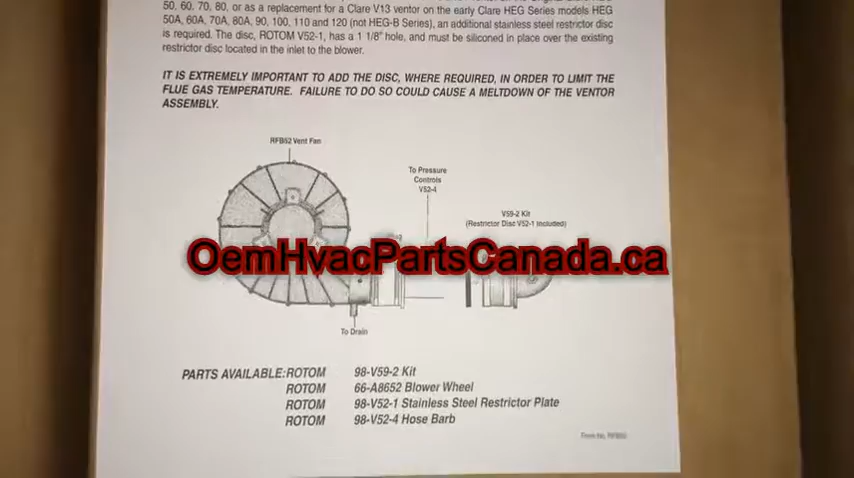 50, 60. 70, 80, or as a replacement for a Clare V13 ventor on the early Clare HEG Series models HEG
50A, 60A, 70A, 80A, 90, 100, 110 and 120 (not HEG-B Series), an additional stainless steel restrictor disc
is required. The disc, ROTOM V52-1, has a 1 1/8" hole, and must be siliconed in place over the existing
restrictor disc located in the inlet to the blower.
IT IS EXTREMELY IMPORTANT TO ADD THE DISC, WHERE REQUIRED, IN ORDER TO LIMIT THE
FLUE GAS TEMPERATURE. FAILURE TO DO SO COULD CAUSE A MELTDOWN OF THE VENTOR
ASSEMBLY.
RFB52 Vent Fan
To Pressure
Controls
V52-4
V59-2 Kit
(Restrictor Disc V52-1 Included)
OemHvacPartsCanada.ca
To Drain
PARTS AVAILABLE: ROTOM 98-V59-2 Kit
ROTOM 66-A8652 Blower Wheel
ROTOM 98-V52-1 Stainless Steel Restrictor Plate
ROTOM 98-V52-4 Hose Barb
Form No.